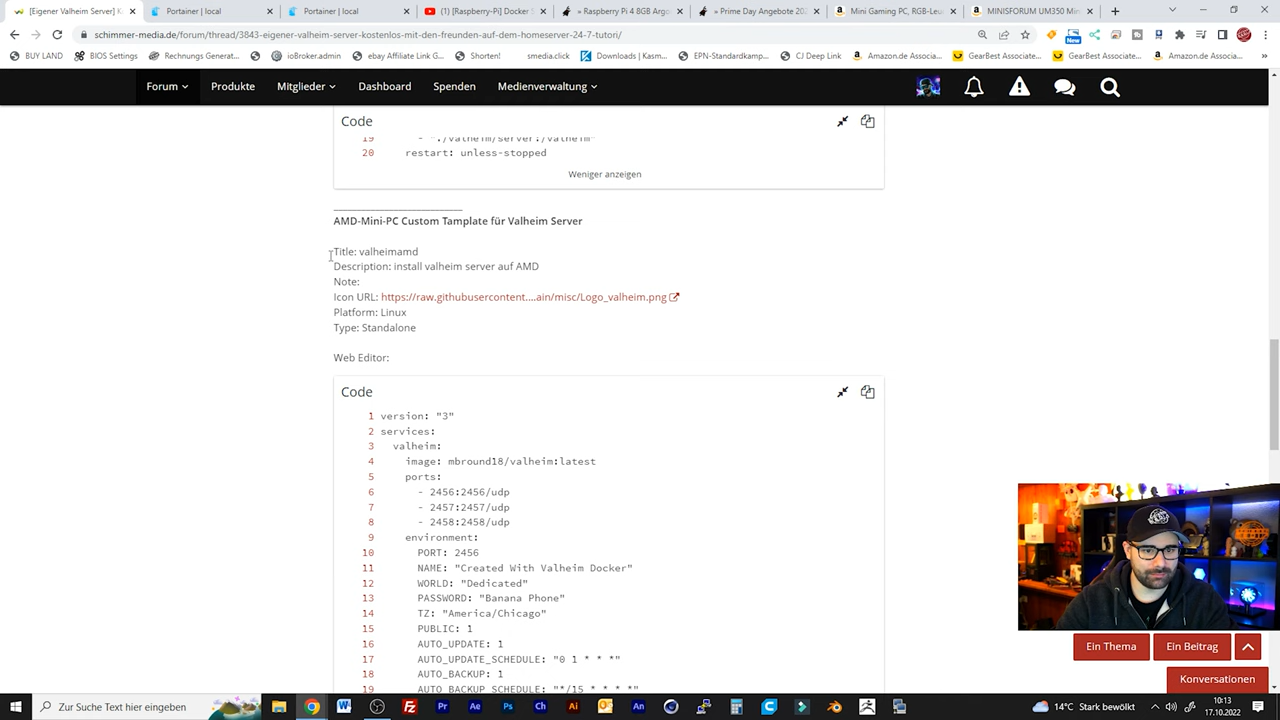 [Eigener Valheim Server] K
Portainer | local
Portainer | local
(1) [Raspberry-Pi] Docker S
» Raspberry Pi 4 8GB Argo
» Prime Day Angebote 202
Mini Gaming PC, RGB-Leu
MINISFORUM UM350 Min
schimmer-media.de/forum/thread/3843-eigener-valheim-server-kostenlos-mit-den-freunden-auf-dem-homeserver-24-7-tutori/
New
BUY LAND
BIOS Settings
Rechnungs Generat...
ioBroker.admin
ebay Affiliate Link G...
Shorten!
smedia.click
Downloads | Kasm...
EPN-Standardkamp...
CJ Deep Link
Amazon.de Associa...
GearBest Associate...
GearBest Associate...
Amazon.de Associa...
Forum
Produkte
Mitglieder
Dashboard
Spenden
Medienverwaltung
Code
19 - "./valheim/server:/valheim"
20 restart: unless-stopped
Weniger anzeigen
AMD-Mini-PC Custom Tamplate für Valheim Server
Title: valheimamd
Description: install valheim server auf AMD
Note:
Icon URL: https://raw.githubusercontent....ain/misc/Logo_valheim.png
Platform: Linux
Type: Standalone
Web Editor:
Code
1 version: "3"
2 services:
3 valheim:
4 image: mbround18/valheim:latest
5 ports:
6 - 2456:2456/udp
7 - 2457:2457/udp
8 - 2458:2458/udp
9 environment:
10 PORT: 2456
11 NAME: "Created With Valheim Docker"
12 WORLD: "Dedicated"
13 PASSWORD: "Banana Phone"
14 TZ: "America/Chicago"
15 PUBLIC: 1
16 AUTO_UPDATE: 1
17 AUTO_UPDATE_SCHEDULE: "0 1 * * *"
18 AUTO_BACKUP: 1
19 AUTO_BACKUP_SCHEDULE: "*/15 * * * *"
Ein Thema
Ein Beitrag
Konversationen
Zur Suche Text hier eingeben
14°C Stark bewölkt
10:13
17.10.2022